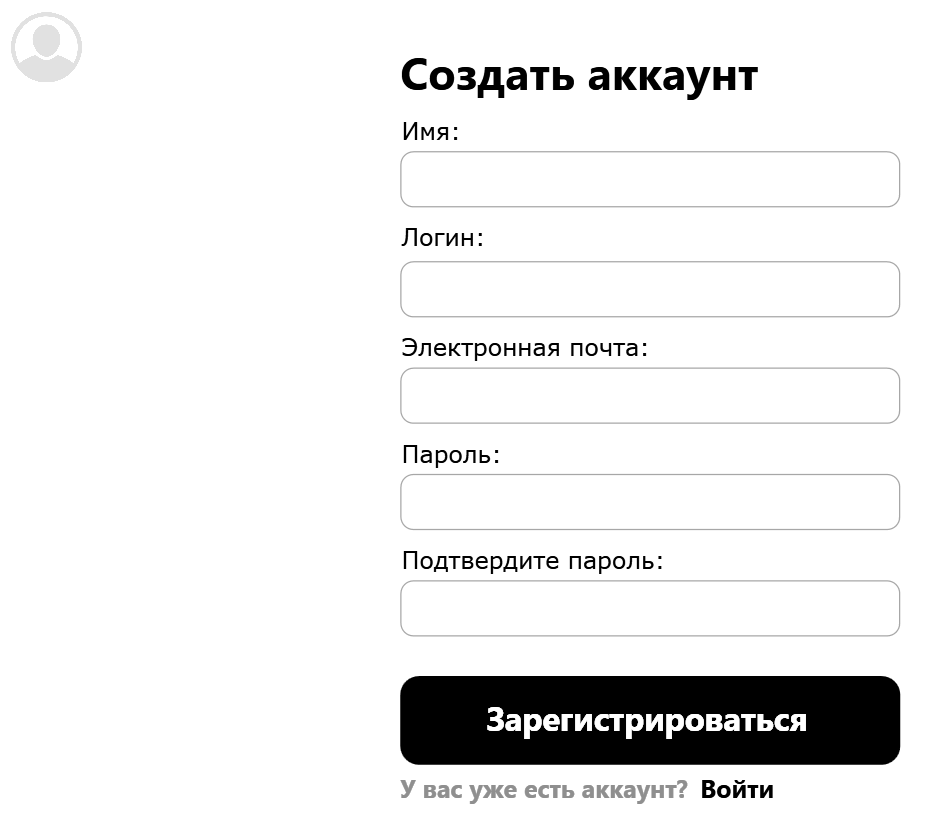 Создать аккаунт
Имя:
Логин:
Электронная почта:
Пароль:
Подтвердите пароль:
Зарегистрироваться
У вас уже есть аккаунт? Войти